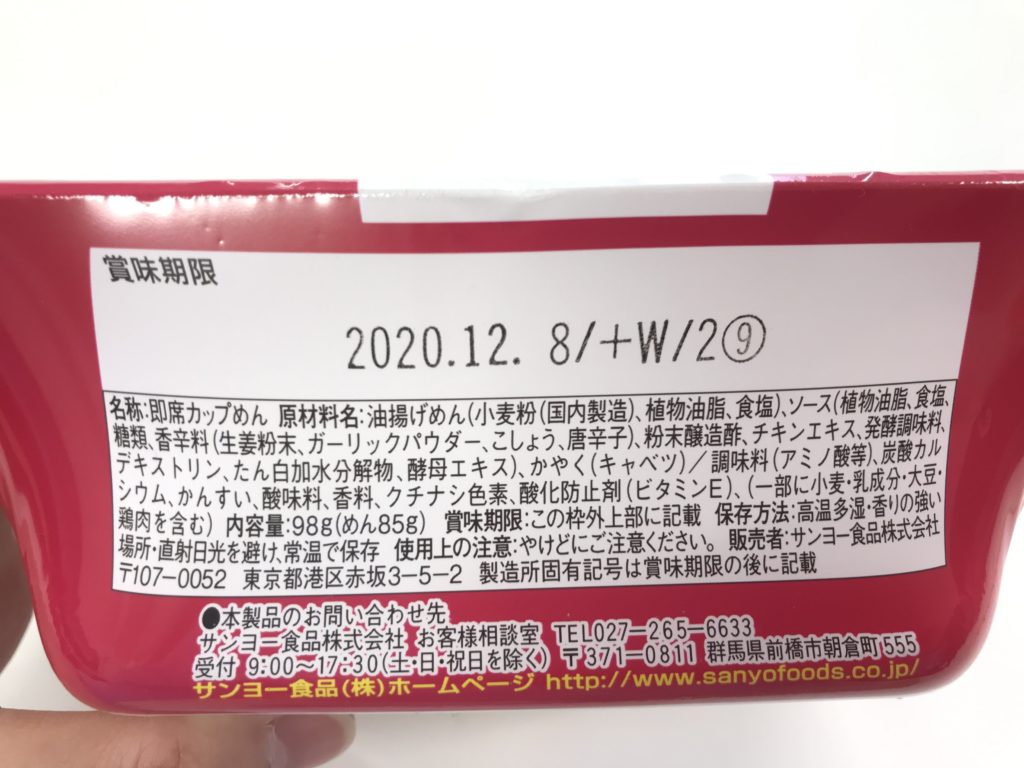 賞味期限
2020.12. 8/+W/2⑨
名称:即席カップめん 原材料名:油揚げめん(小麦粉(国内製造)、植物油脂、食塩)、ソース(植物油脂、食塩、
糖類、香辛料(生姜粉末、ガーリックパウダー、こしょう、唐辛子)、粉末醸造酢、チキンエキス、発酵調味料、
デキストリン、たん白加水分解物、酵母エキス)、かやく(キャベツ)/調味料(アミノ酸等)、炭酸カル
シウム、かんすい、酸味料、香料、クチナシ色素、酸化防止剤(ビタミンE)、(一部に小麦・乳成分・大豆・
鶏肉を含む) 内容量:98g(めん85g) 賞味期限:この枠外上部に記載 保存方法:高温多湿・香りの強い
場所・直射日光を避け、常温で保存 使用上の注意:やけどにご注意ください。 販売者:サンヨー食品株式会社
〒107-0052 東京都港区赤坂3-5-2 製造所固有記号は賞味期限の後に記載
●本製品のお問い合わせ先
サンヨー食品株式会社 お客様相談室 TEL027-265-6633
受付 9:00~17:30(土・日・祝日を除く) 〒371-0811 群馬県前橋市朝倉町555
サンヨー食品(株)ホームページ http://www.sanyofoods.co.jp/